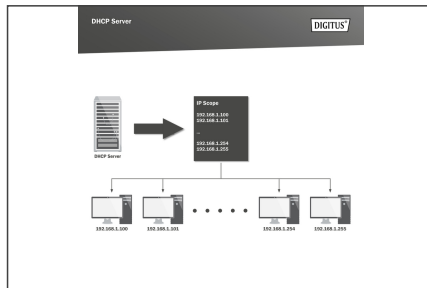 DHCP Server
DIGITUS®
IP Scope
192.168.1.100
192.168.1.101
...
192.168.1.254
192.168.1.255
DHCP Server
192.168.1.100
192.168.1.101
192.168.1.254
192.168.1.255